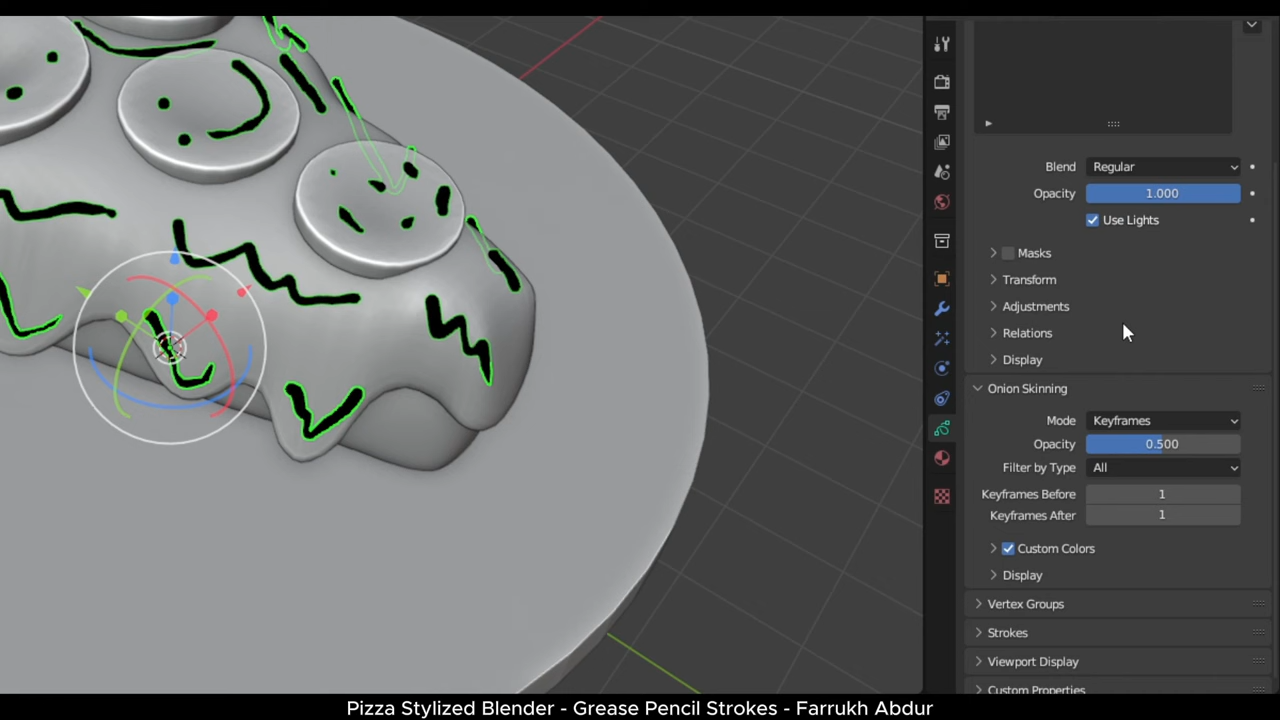 Blend Regular
Opacity 1.000
Use Lights
Masks
Transform
Adjustments
Relations
Display
Onion Skinning
Mode Keyframes
Opacity 0.500
Filter by Type All
Keyframes Before 1
Keyframes After 1
Custom Colors
Display
Vertex Groups
Strokes
Viewport Display
Custom Properties
Pizza Stylized Blender - Grease Pencil Strokes - Farrukh Abdur